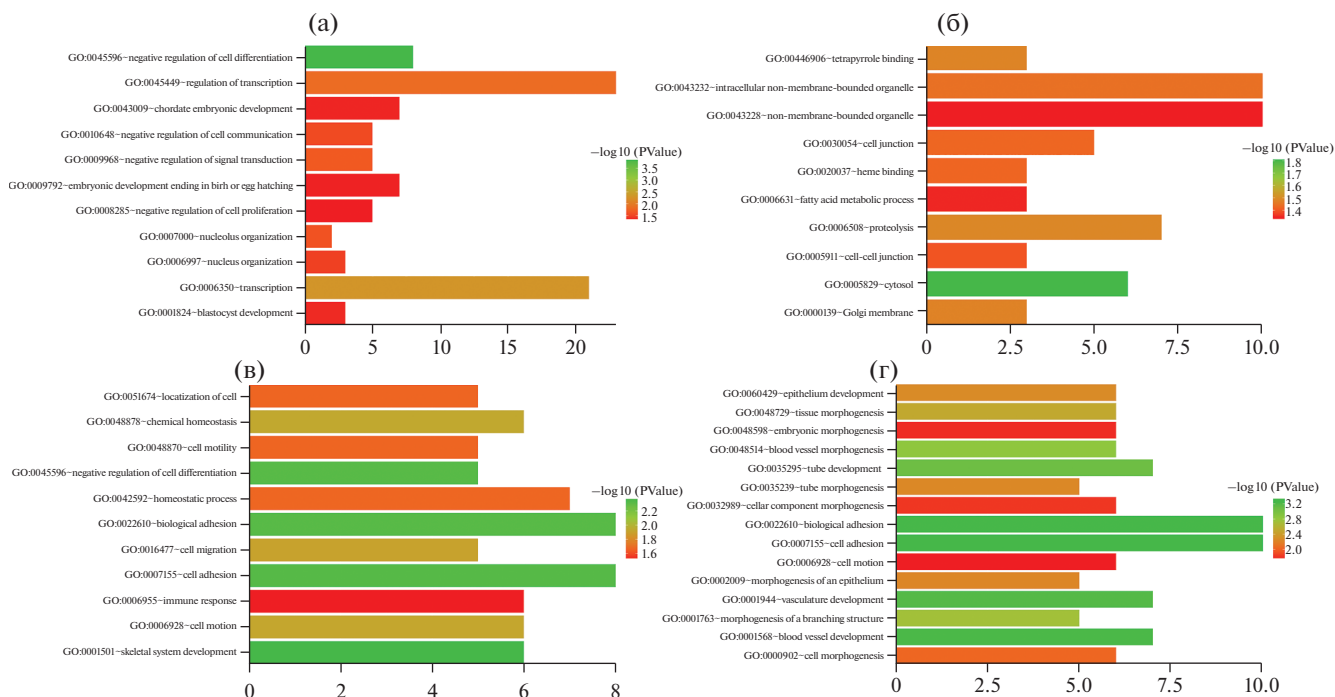 (а)
GO:0045596~negative regulation of cell differentiation
GO:0045449~regulation of transcription
GO:0043009~chordate embryonic development
GO:0010648~negative regulation of cell communication
GO:0009968~negative regulation of signal transduction
GO:0009792~embryonic development ending in birh or egg hatching
GO:0008285~negative regulation of cell proliferation
GO:0007000~nucleolus organization
GO:0006997~nucleus organization
GO:0006350~transcription
GO:0001824~blastocyst development
0 5 10 15 20
−log10 (PValue)
3.5
3.0
2.5
2.0
1.5
(б)
GO:00446906~tetapyrrole binding
GO:0043232~intracellular non-membrane-bounded organelle
GO:0043228~non-membrane-bounded organelle
GO:0030054~cell junction
GO:0020037~heme binding
GO:0006631~fatty acid metabolic process
GO:0006508~proteolysis
GO:0005911~cell-cell junction
GO:0005829~cytosol
GO:0000139~Golgi membrane
0 2.5 5.0 7.5 10.0
−log10 (PValue)
1.8
1.7
1.6
1.5
1.4
(в)
GO:0051674~locatization of cell
GO:0048878~chemical homeostasis
GO:0048870~cell motility
GO:0045596~negative regulation of cell differentiation
GO:0042592~homeostatic process
GO:0022610~biological adhesion
GO:0016477~cell migration
GO:0007155~cell adhesion
GO:0006955~immune response
GO:0006928~cell motion
GO:0001501~skeletal system development
0 2 4 6 8
−log10 (PValue)
2.2
2.0
1.8
1.6
(г)
GO:0060429~epithelium development
GO:0048729~tissue morphogenesis
GO:0048598~embryonic morphogenesis
GO:0048514~blood vessel morphogenesis
GO:0035295~tube development
GO:0035239~tube morphogenesis
GO:0032989~cellar component morphogenesis
GO:0022610~biological adhesion
GO:0007155~cell adhesion
GO:0006928~cell motion
GO:0002009~morphogenesis of an epithelium
GO:0001944~vasculature development
GO:0001763~morphogenesis of a branching structure
GO:0001568~blood vessel development
GO:0000902~cell morphogenesis
0 2.5 5.0 7.5 10.0
−log10 (PValue)
3.2
2.8
2.4
2.0